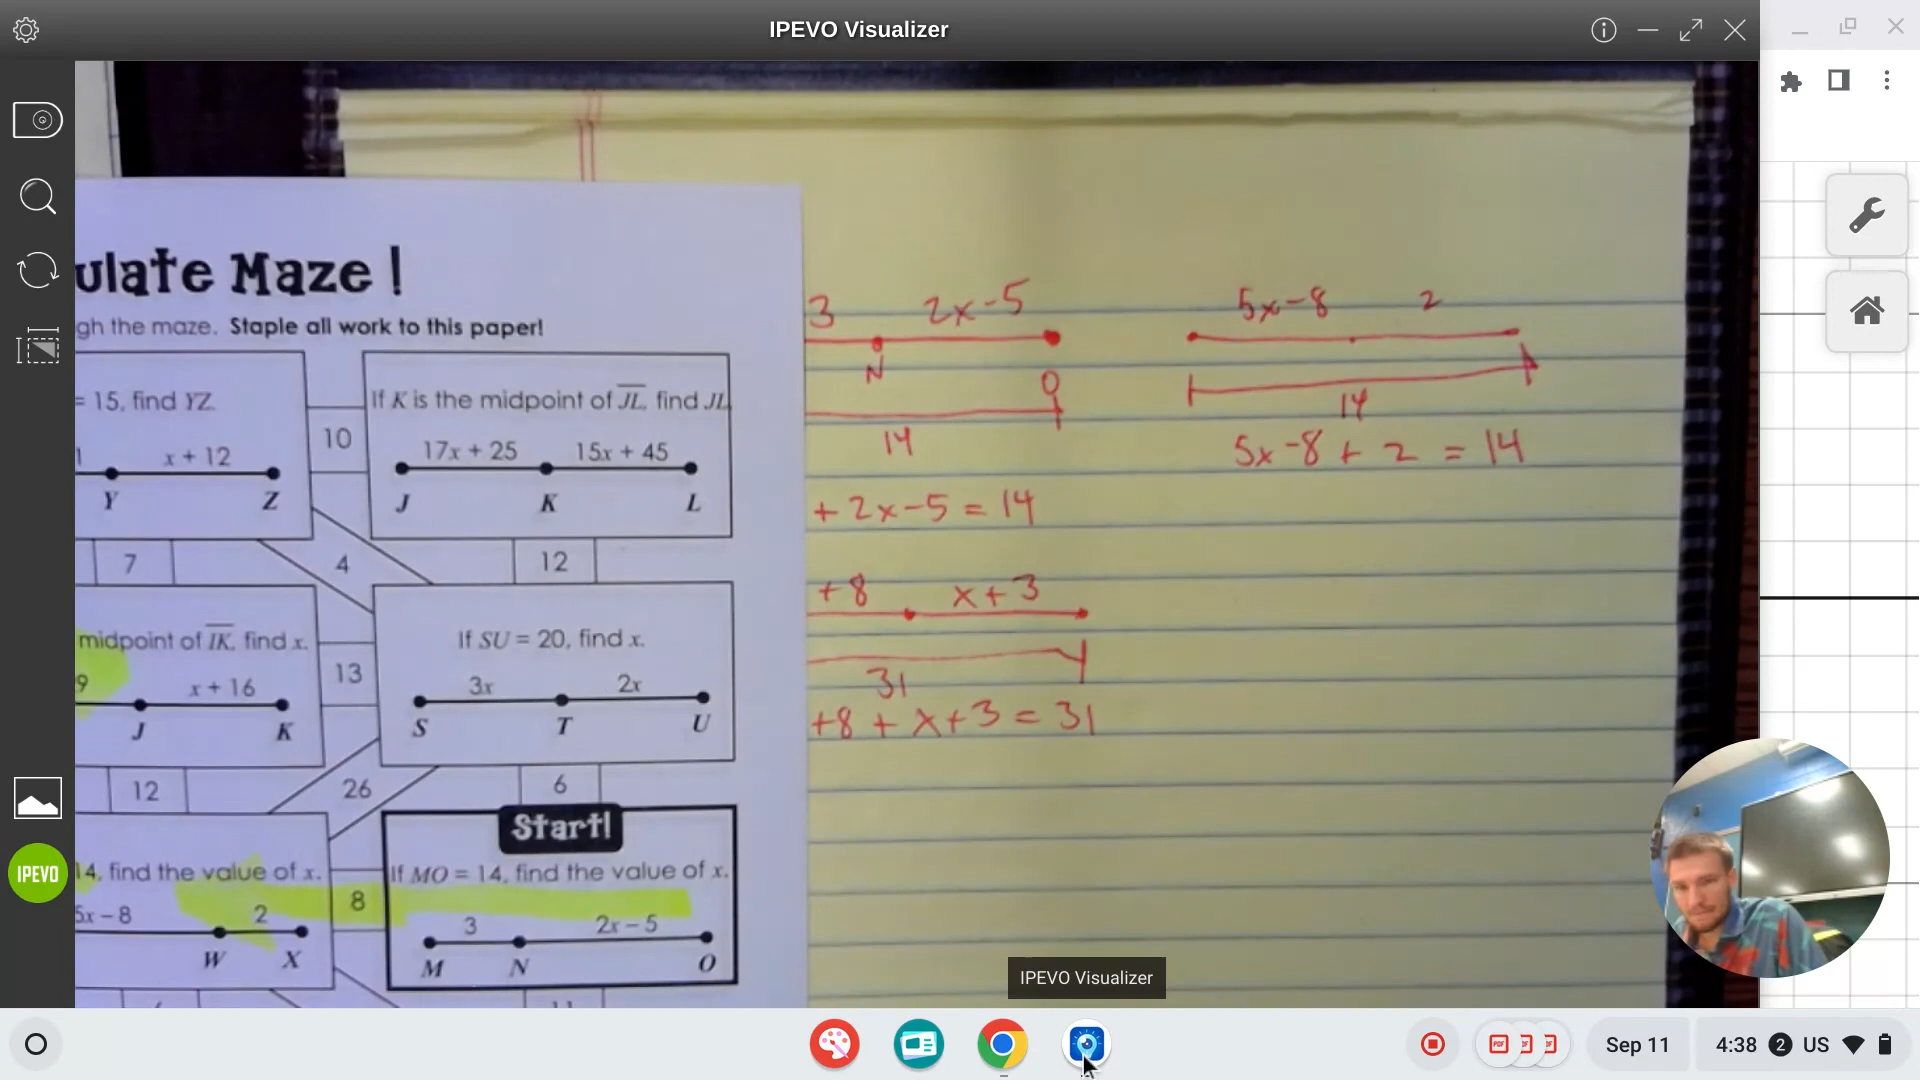 IPEVO Visualizer
ulate Maze !
gh the maze. Staple all work to this paper!
= 15, find YZ.
x + 12
Y Z
10
If K is the midpoint of JL, find JL
17x + 25 15x + 45
J K L
7
4
12
midpoint of IK, find x.
9 x + 16
J K
13
If SU = 20, find x.
3x 2x
S T U
12
26
6
Start!
14, find the value of x.
5x – 8 2
W X
8
If MO = 14, find the value of x.
3 2x – 5
M N O
11
3 2x-5
N O
14
+ 2x-5 = 14
+8 x+3
31
+8 + x+3 = 31
5x-8 2
14
5x-8 + 2 = 14
IPEVO
IPEVO Visualizer
PDF
Sep 11
4:38 2 US